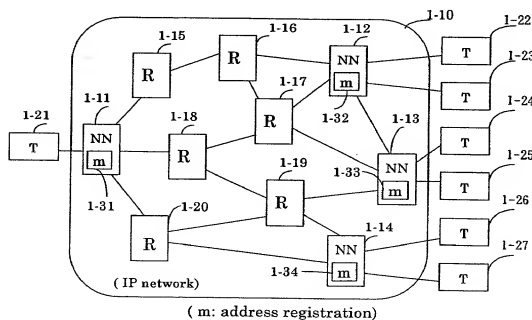 1-10
1-22
T
1-16
R
1-15
R
1-12
NN
m
1-32
1-23
T
1-17
R
1-24
T
1-21
T
1-11
NN
m
1-31
1-18
R
1-13
NN
m
1-33
1-25
T
1-19
R
1-26
T
1-20
R
1-14
NN
m
1-34
1-27
T
( IP network)
( m: address registration)